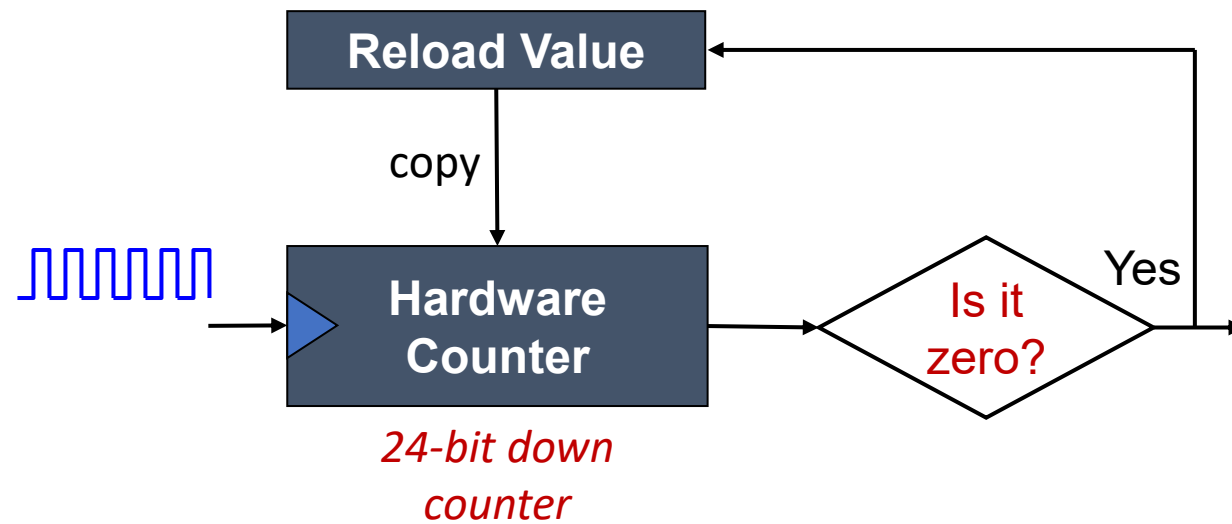 Reload Value
copy
Hardware
Counter
Is it
zero?
Yes
24-bit down
counter